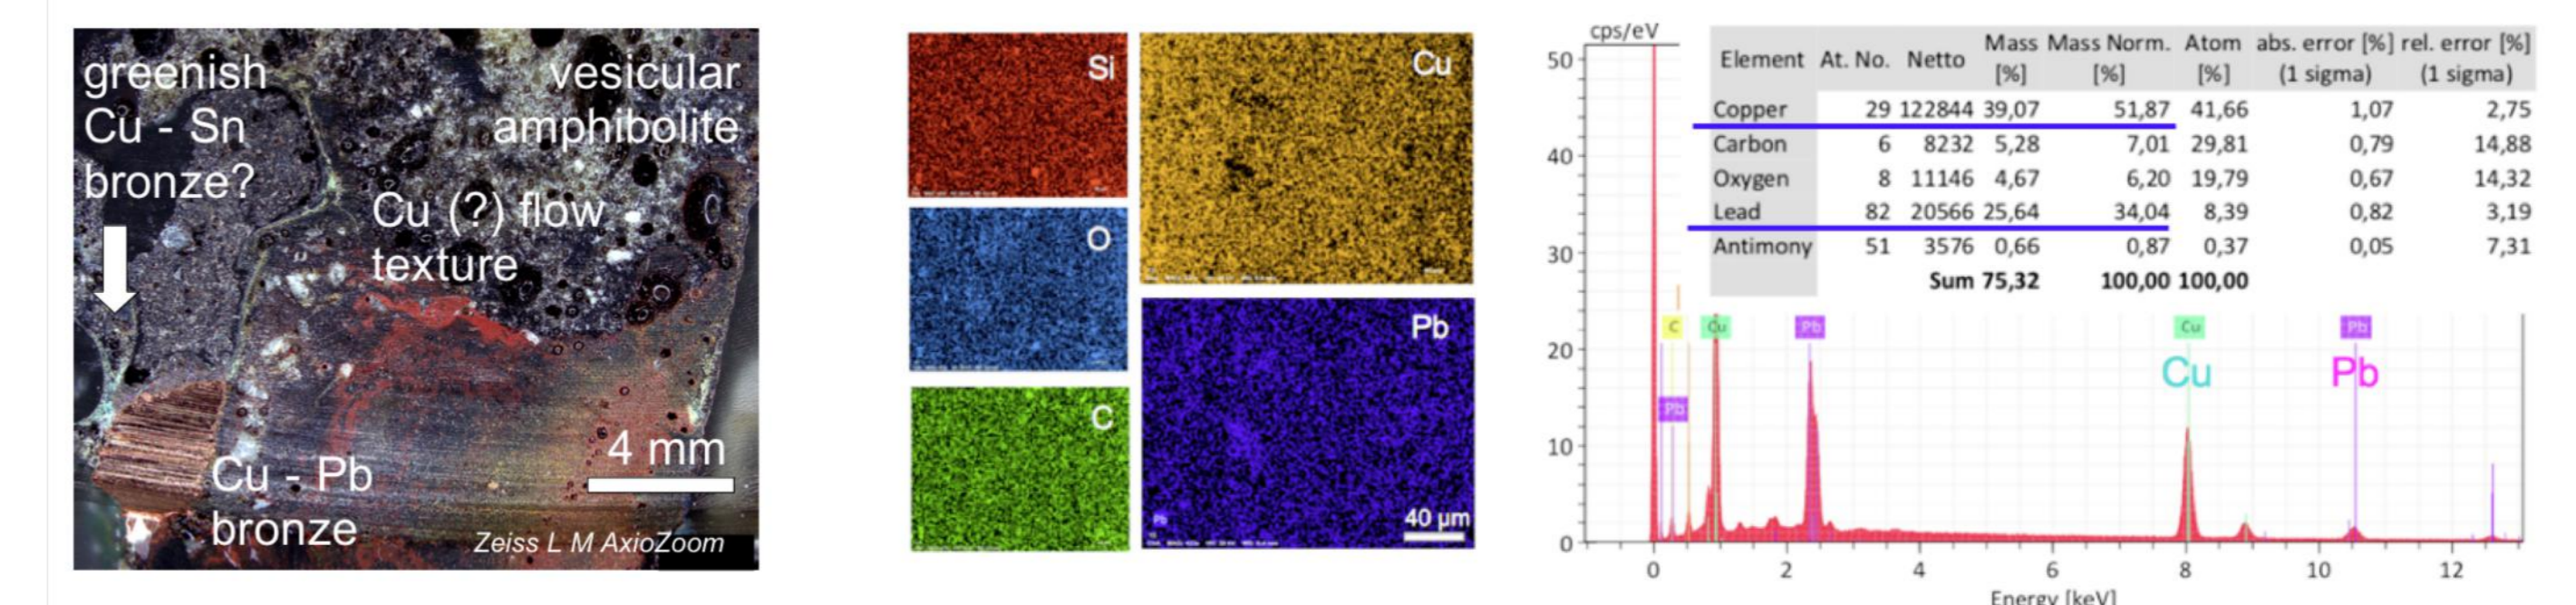 greenish
Cu - Sn
bronze?
vesicular
amphibolite
Cu (?) flow
texture
Cu - Pb
bronze
4 mm
Zeiss L M AxioZoom
Si
O
C
Cu
Pb
Pb
40 µm
cps/eV
Element At. No. Netto Mass [%] Mass Norm. [%] Atom [%] abs. error [%] (1 sigma) rel. error [%] (1 sigma)
Copper 29 122844 39,07 51,87 41,66 1,07 2,75
Carbon 6 8232 5,28 7,01 29,81 0,79 14,88
Oxygen 8 11146 4,67 6,20 19,79 0,67 14,32
Lead 82 20566 25,64 34,04 8,39 0,82 3,19
Antimony 51 3576 0,66 0,87 0,37 0,05 7,31
Sum 75,32 100,00 100,00
50
40
30
20
10
0
C Cu Pb Cu Pb
Cu Pb
Pb
0 2 4 6 8 10 12
Energy [keV]